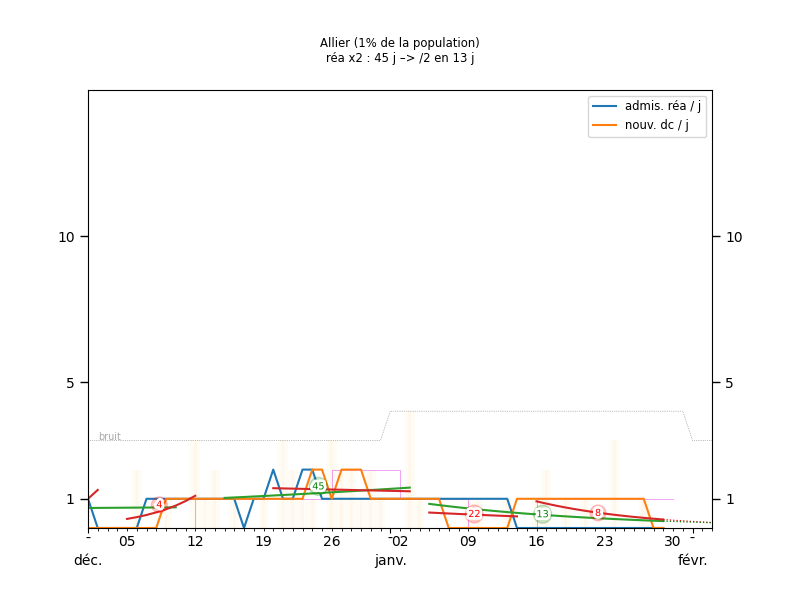 Allier (1% de la population)
réa x2 : 45 j –> /2 en 13 j
admis. réa / j
nouv. dc / j
10 10
5 5
bruit
45
4
1 1
22 13 8
- 05 12 19 26 - 02 09 16 23 30 -
déc. janv. févr.